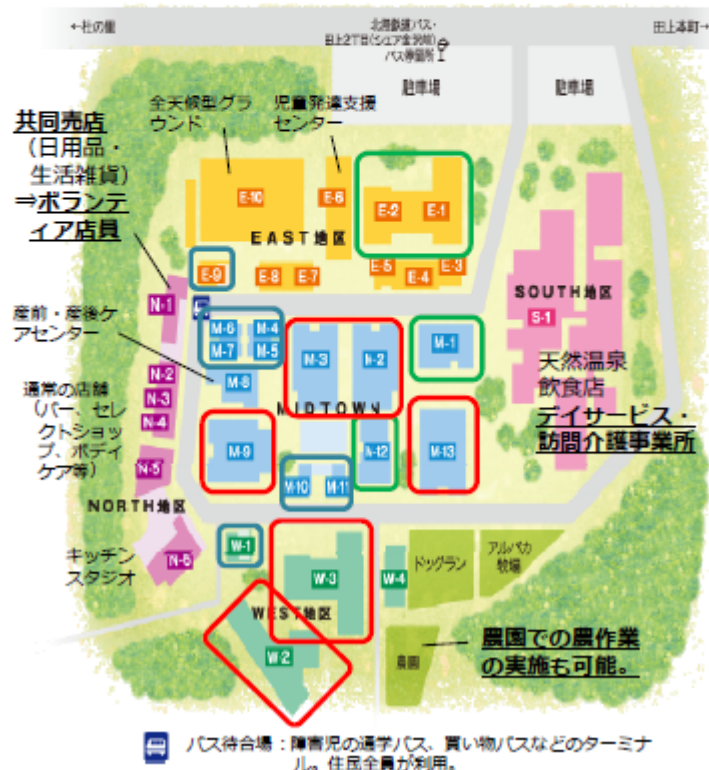 ←杜の里
北陸鉄道バス・
田上2丁目(シェア金沢前)
バス停留所
田上本町→
駐車場
駐車場
全天候型グラ
ウンド
児童発達支援
センター
共同売店
(日用品・
生活雑貨)
⇒ボランテ
ィア店員
E-10
E-6
E-2
E-1
EAST地区
E-9
E-8
E-7
E-5
E-4
E-3
SOUTH地区
S-1
天然温泉
飲食店
デイサービス・
訪問介護事業所
産前・産後ケ
アセンター
N-1
M-6
M-4
M-7
M-5
M-3
M-2
M-1
M-8
MIDTOWN
通常の店舗
(バー、セレ
クトショッ
プ、ボディ
ケア等)
N-2
N-3
N-4
N-5
M-9
M-12
M-13
M-10
M-11
NORTH地区
キッチン
スタジオ
N-6
W-1
W-3
W-4
ドッグラン
アルパカ
牧場
WEST地区
W-2
農園
農園での農作業
の実施も可能。
バス待合場：障害児の通学バス、買い物バスなどのターミナ
ル。住民全員が利用。